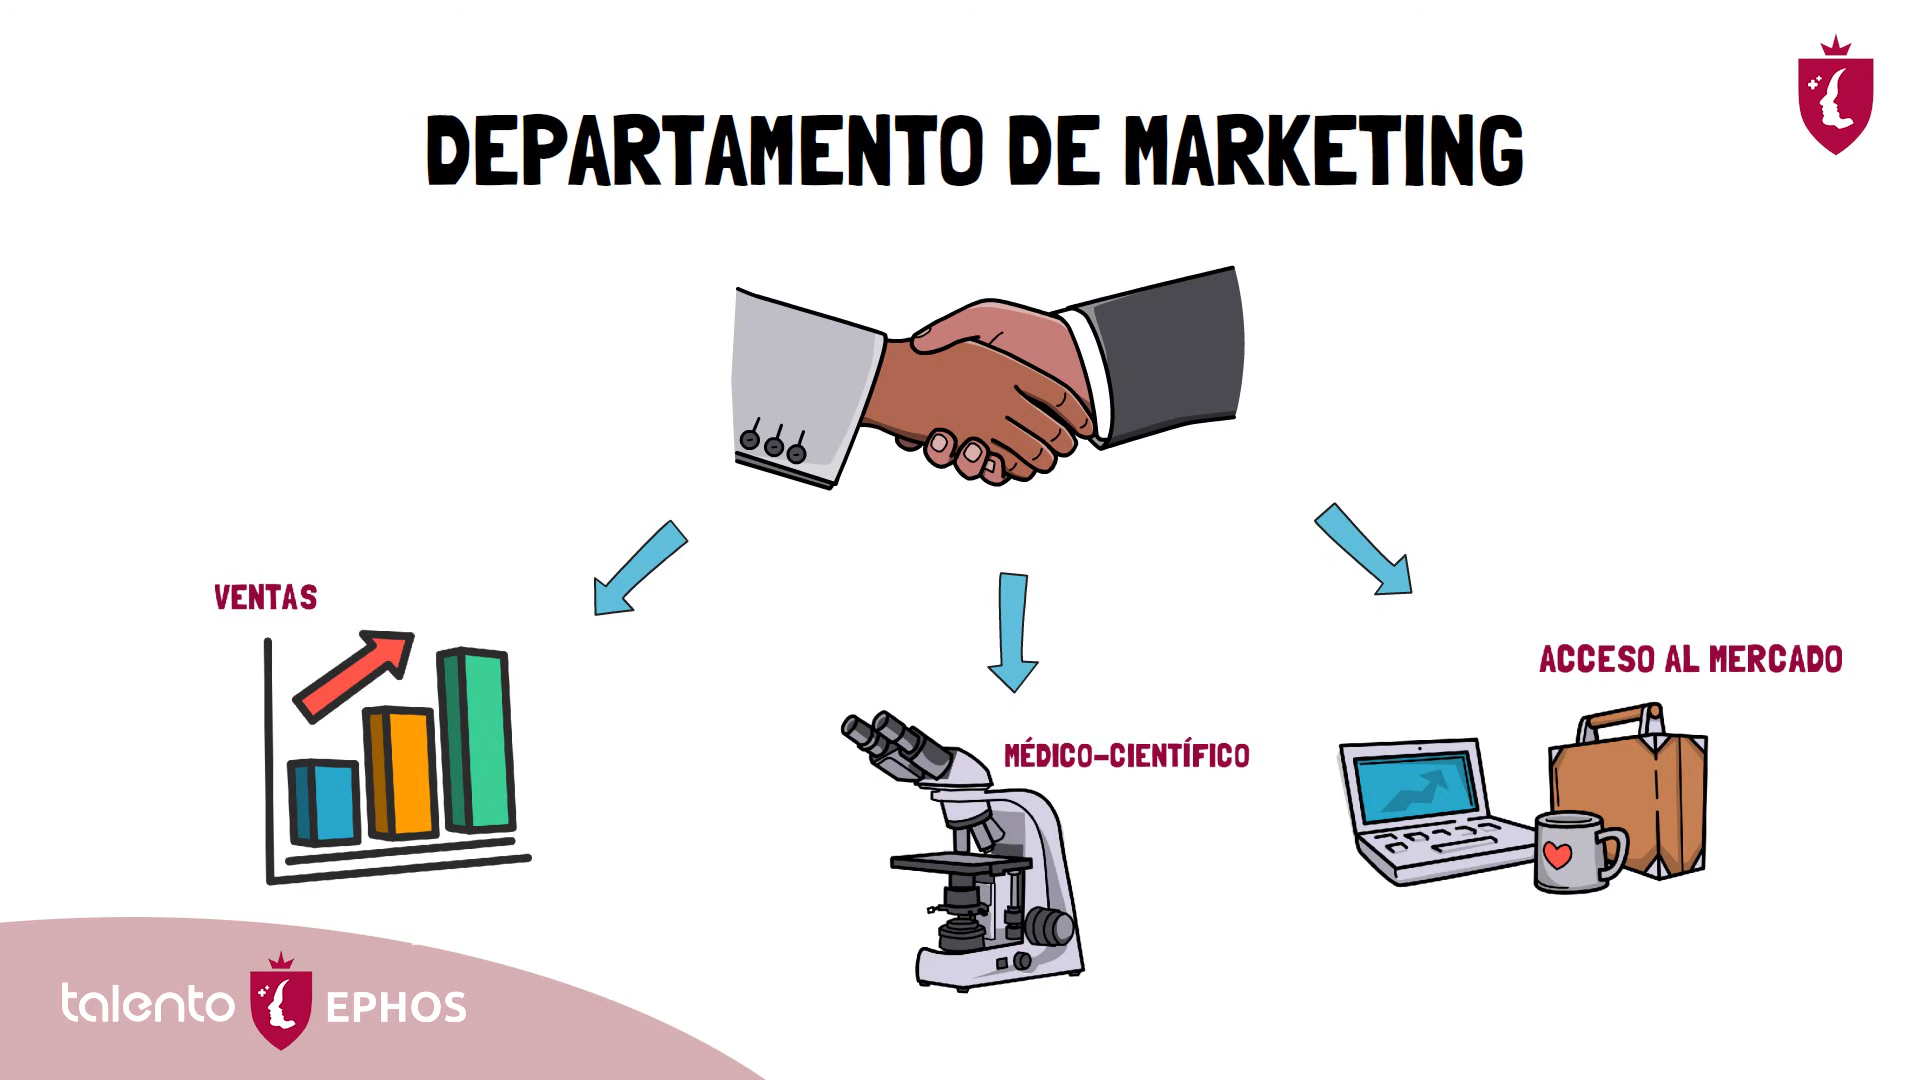 DEPARTAMENTO DE MARKETING
VENTAS
ACCESO AL MERCADO
MÉDICO-CIENTÍFICO
talento EPHOS